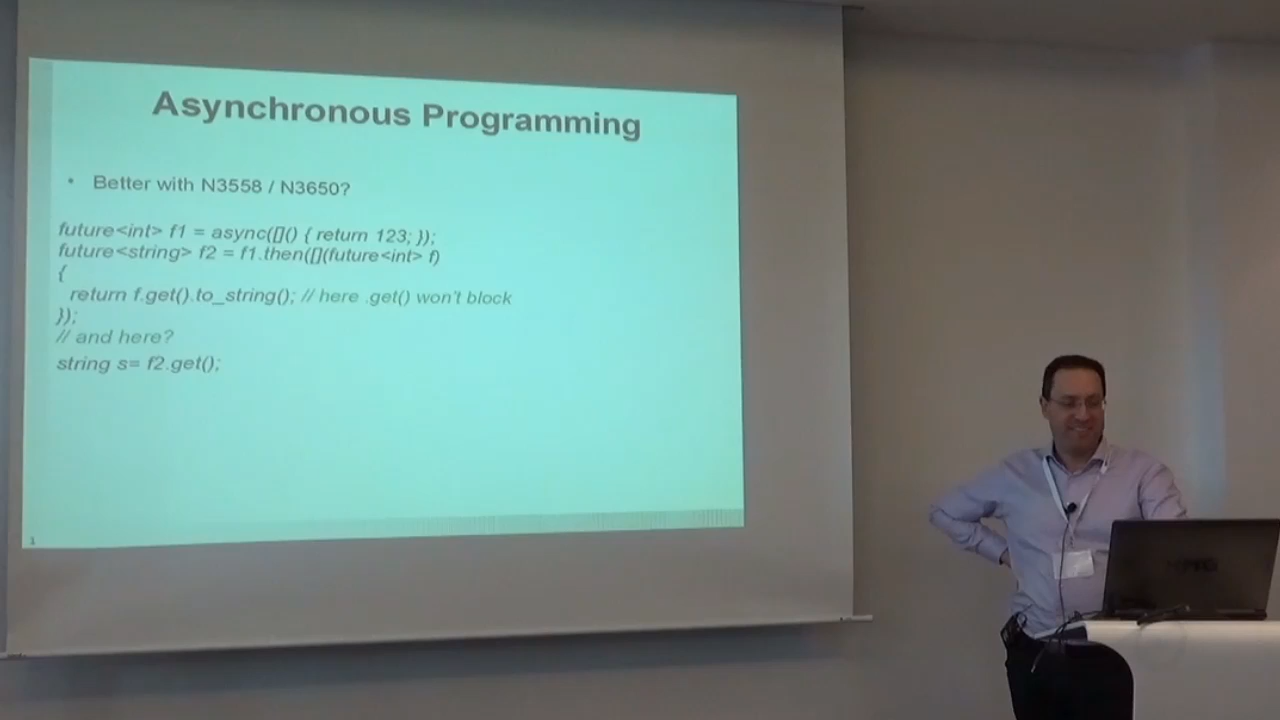 Asynchronous Programming
• Better with N3558 / N3650?
future<int> f1 = async([]() { return 123; });
future<string> f2 = f1.then([](future<int> f)
{
return f.get().to_string(); // here .get() won't block
});
// and here?
string s= f2.get();
1